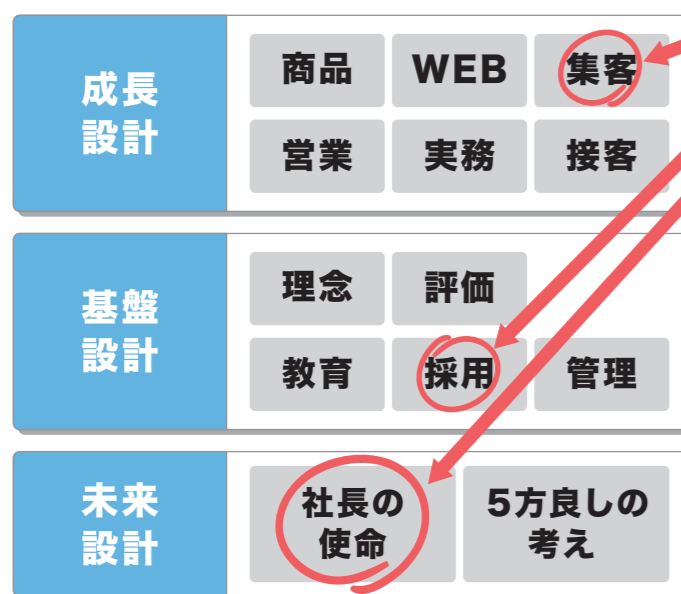 成長
設計
商品
WEB
集客
営業
実務
接客
基盤
設計
理念
評価
教育
採用
管理
未来
設計
社長の
使命
5方良しの
考え